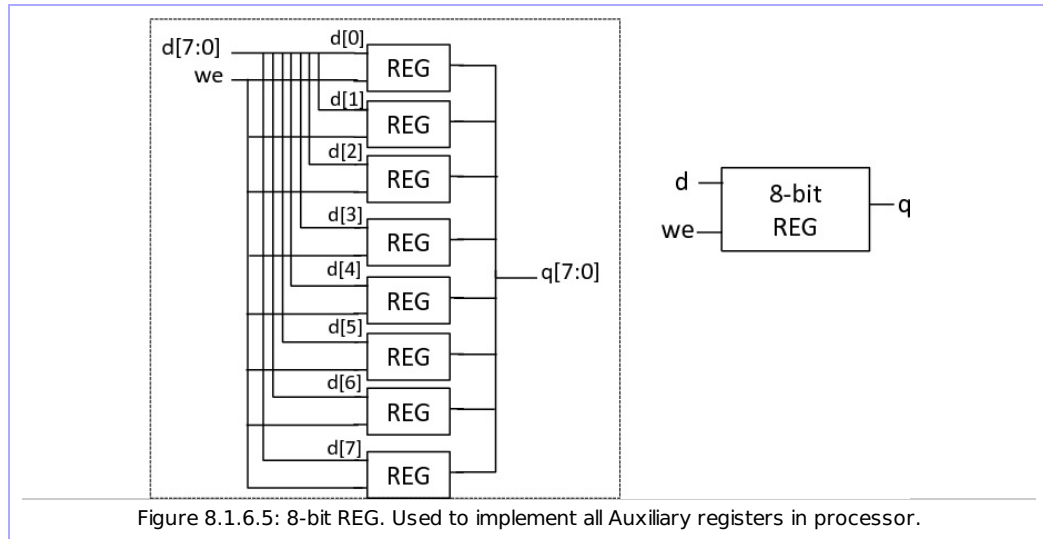 d[7:0]
we
d[0]
REG
d[1]
REG
d[2]
REG
d[3]
REG
d[4]
REG
d[5]
REG
d[6]
REG
d[7]
REG
q[7:0]
d
we
8-bit
REG
q
Figure 8.1.6.5: 8-bit REG. Used to implement all Auxiliary registers in processor.